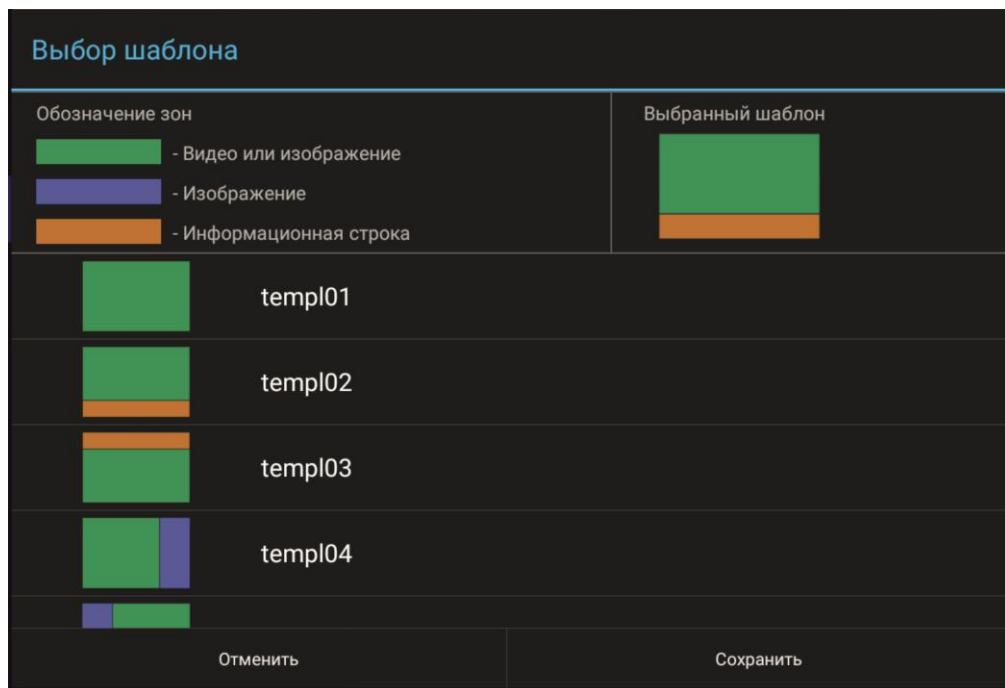 Выбор шаблона
Обозначение зон
- Видео или изображение
- Изображение
- Информационная строка
Выбранный шаблон
templ01
templ02
templ03
templ04
Отменить
Сохранить